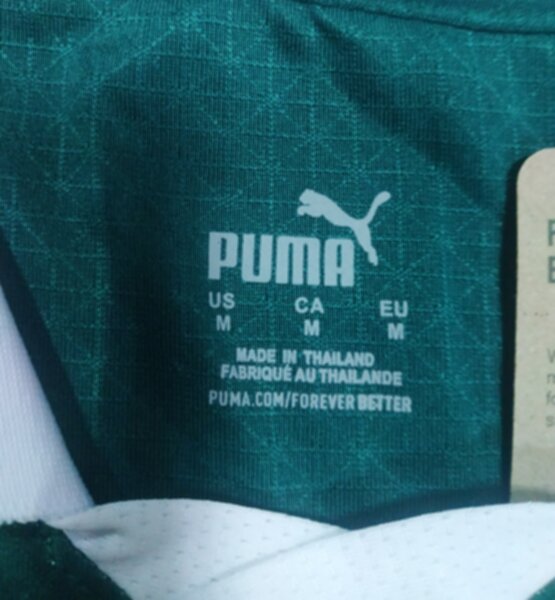 PUMA
US CA EU
M M M
MADE IN THAILAND
FABRIQUÉ AU THAILANDE
PUMA.COM/FOREVER BETTER